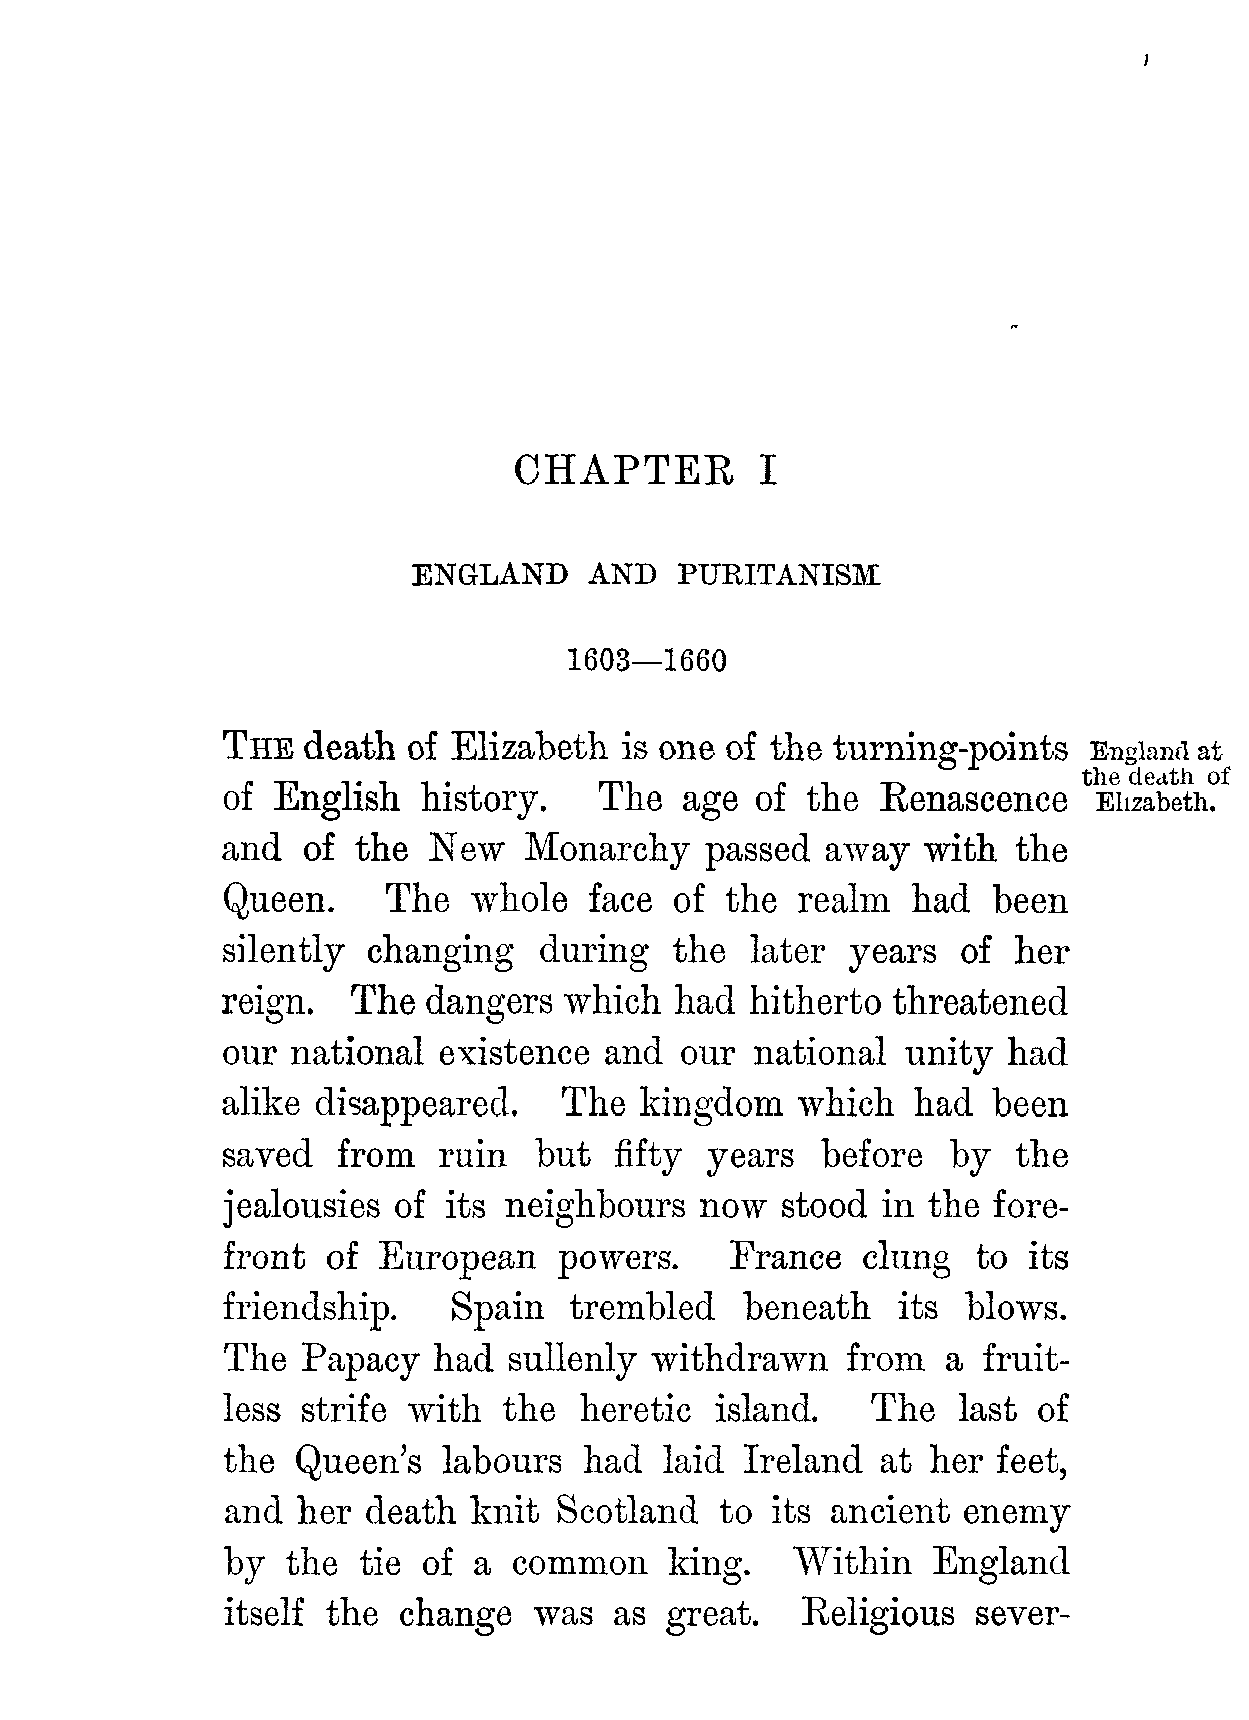 CHAPTER I
ENGLAND AND PURITANISM
1603—1660
THE death of Elizabeth is one of the turning-points
of English history. The age of the Renascence
and of the New Monarchy passed away with the
Queen. The whole face of the realm had been
silently changing during the later years of her
reign. The dangers which had hitherto threatened
our national existence and our national unity had
alike disappeared. The kingdom which had been
saved from ruin but fifty years before by the
jealousies of its neighbours now stood in the fore-
front of European powers. France clung to its
friendship. Spain trembled beneath its blows.
The Papacy had sullenly withdrawn from a fruit-
less strife with the heretic island. The last of
the Queen's labours had laid Ireland at her feet,
and her death knit Scotland to its ancient enemy
by the tie of a common king. Within England
itself the change was as great. Religious sever-
England at
the death of
Elizabeth.